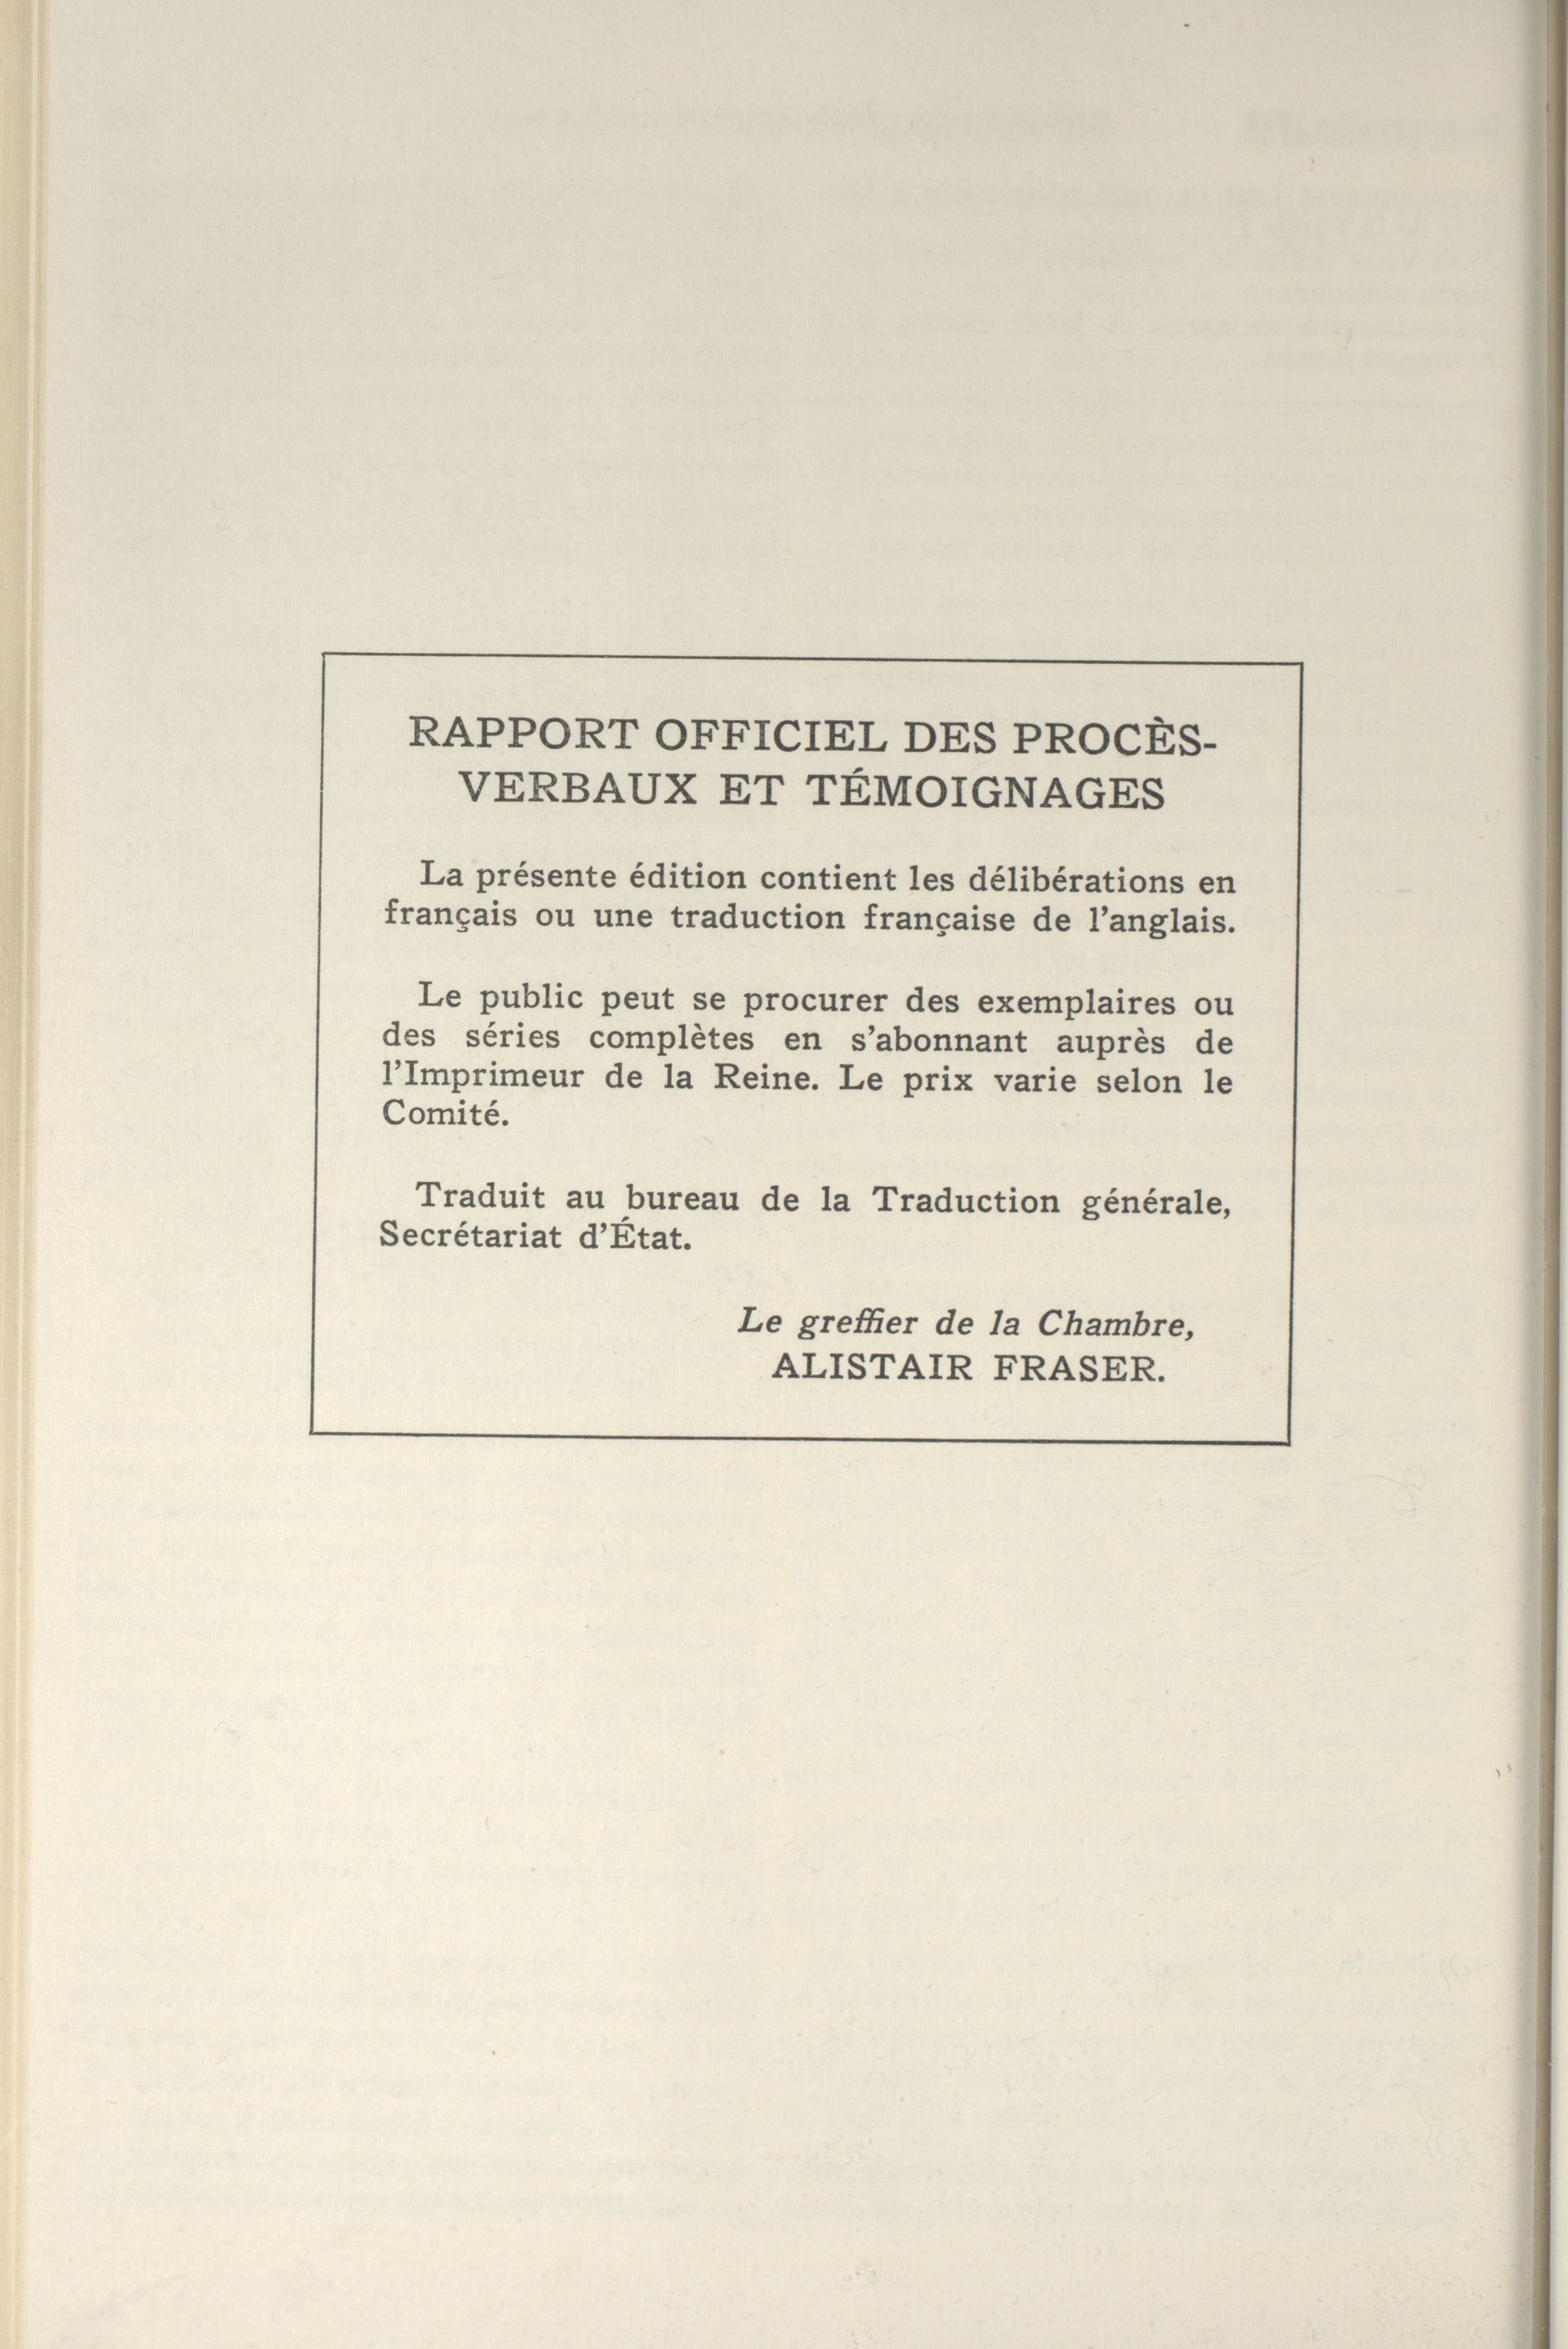 RAPPORT OFFICIEL DES PROCÈS-
VERBAUX ET TÉMOIGNAGES
La présente édition contient les délibérations en
français ou une traduction française de l'anglais.
Le public peut se procurer des exemplaires ou
des séries complètes en s'abonnant auprès de
l'Imprimeur de la Reine. Le prix varie selon le
Comité.
Traduit au bureau de la Traduction générale,
Secrétariat d'État.
Le greffier de la Chambre,
ALISTAIR FRASER.